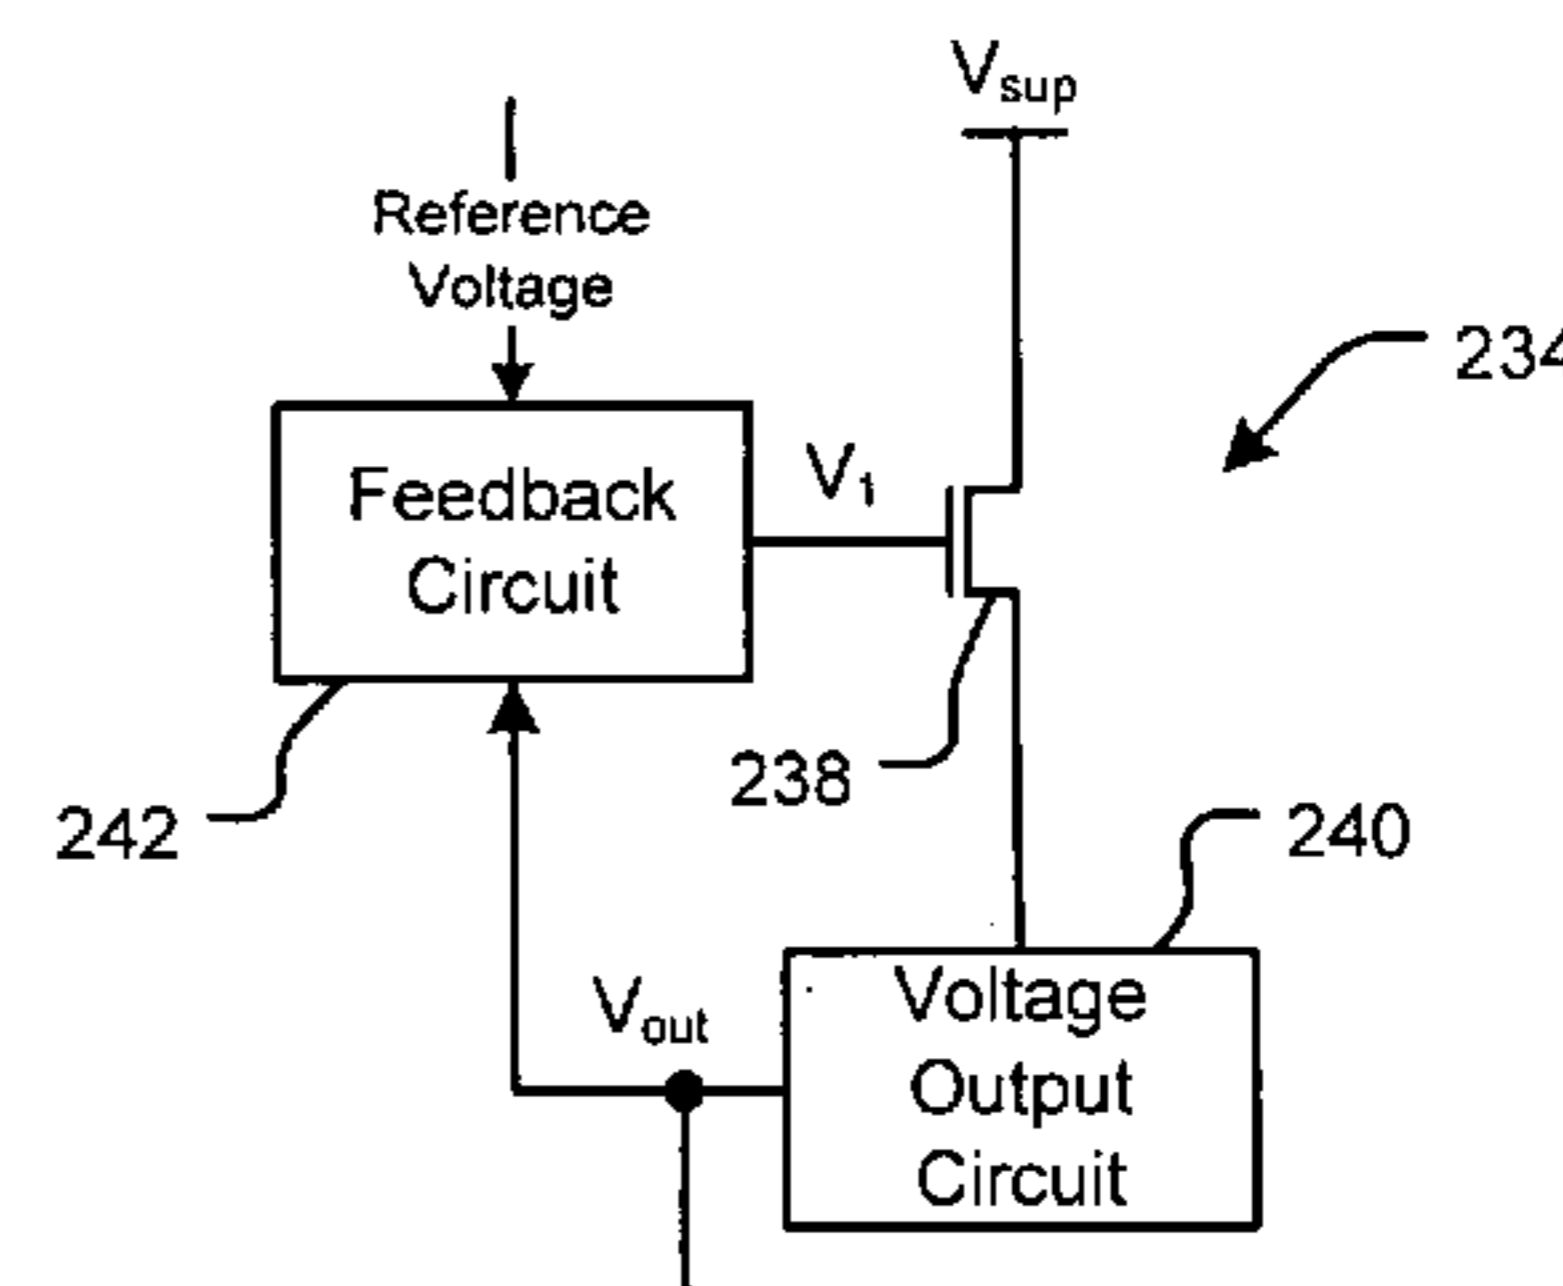 Vsup
Reference
Voltage
234
Feedback
Circuit
V1
238
242
240
Vout
Voltage
Output
Circuit